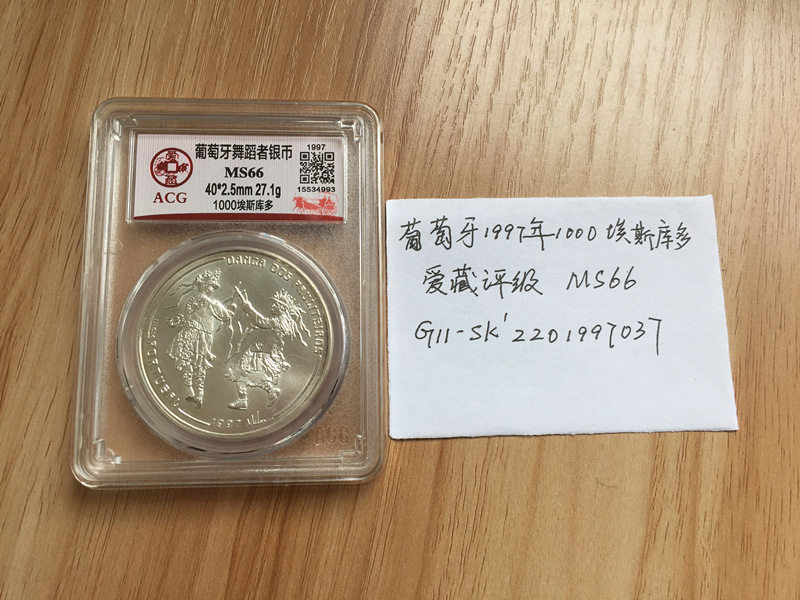 葡萄牙舞蹈者银币
1997
MS66
40*2.5mm 27.1g
15534993
ACG
1000埃斯库多
DANÇA DOS PAULITEIROS
1997
葡萄牙1997年1000埃斯库多
爱藏评级 MS66
G11-SK'2201997037